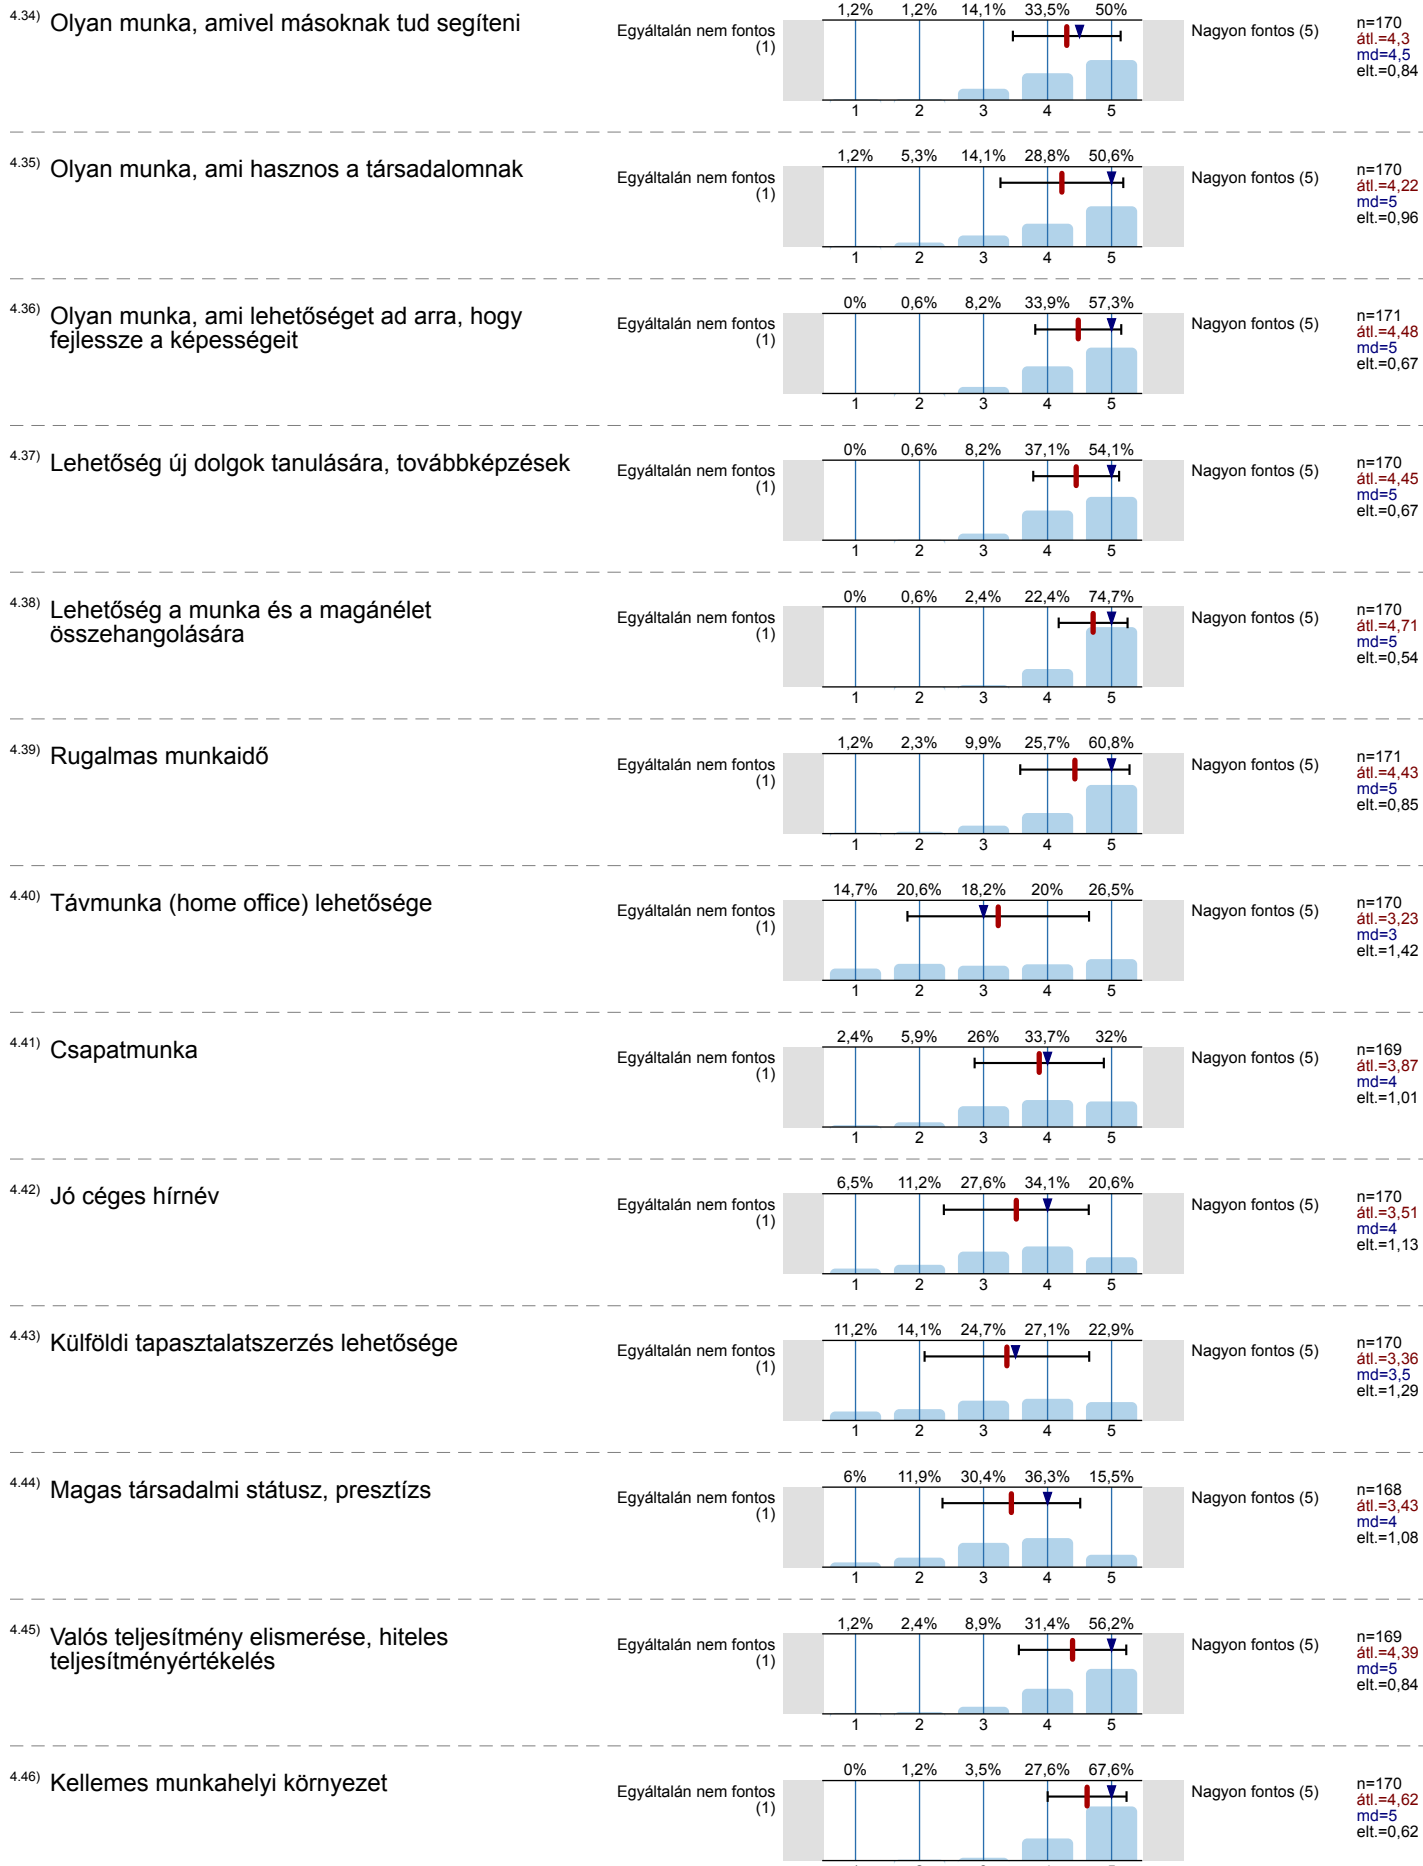 4.34) Olyan munka, amivel másoknak tud segíteni
Egyáltalán nem fontos
(1)
1,2% 1,2% 14,1% 33,5% 50%
1 2 3 4 5
Nagyon fontos (5)
n=170
átl.=4,3
md=4,5
elt.=0,84
4.35) Olyan munka, ami hasznos a társadalomnak
Egyáltalán nem fontos
(1)
1,2% 5,3% 14,1% 28,8% 50,6%
1 2 3 4 5
Nagyon fontos (5)
n=170
átl.=4,22
md=5
elt.=0,96
4.36) Olyan munka, ami lehetőséget ad arra, hogy
fejlessze a képességeit
Egyáltalán nem fontos
(1)
0% 0,6% 8,2% 33,9% 57,3%
1 2 3 4 5
Nagyon fontos (5)
n=171
átl.=4,48
md=5
elt.=0,67
4.37) Lehetőség új dolgok tanulására, továbbképzések
Egyáltalán nem fontos
(1)
0% 0,6% 8,2% 37,1% 54,1%
1 2 3 4 5
Nagyon fontos (5)
n=170
átl.=4,45
md=5
elt.=0,67
4.38) Lehetőség a munka és a magánélet
összehangolására
Egyáltalán nem fontos
(1)
0% 0,6% 2,4% 22,4% 74,7%
1 2 3 4 5
Nagyon fontos (5)
n=170
átl.=4,71
md=5
elt.=0,54
4.39) Rugalmas munkaidő
Egyáltalán nem fontos
(1)
1,2% 2,3% 9,9% 25,7% 60,8%
1 2 3 4 5
Nagyon fontos (5)
n=171
átl.=4,43
md=5
elt.=0,85
4.40) Távmunka (home office) lehetősége
Egyáltalán nem fontos
(1)
14,7% 20,6% 18,2% 20% 26,5%
1 2 3 4 5
Nagyon fontos (5)
n=170
átl.=3,23
md=3
elt.=1,42
4.41) Csapatmunka
Egyáltalán nem fontos
(1)
2,4% 5,9% 26% 33,7% 32%
1 2 3 4 5
Nagyon fontos (5)
n=169
átl.=3,87
md=4
elt.=1,01
4.42) Jó céges hírnév
Egyáltalán nem fontos
(1)
6,5% 11,2% 27,6% 34,1% 20,6%
1 2 3 4 5
Nagyon fontos (5)
n=170
átl.=3,51
md=4
elt.=1,13
4.43) Külföldi tapasztalatszerzés lehetősége
Egyáltalán nem fontos
(1)
11,2% 14,1% 24,7% 27,1% 22,9%
1 2 3 4 5
Nagyon fontos (5)
n=170
átl.=3,36
md=3,5
elt.=1,29
4.44) Magas társadalmi státusz, presztízs
Egyáltalán nem fontos
(1)
6% 11,9% 30,4% 36,3% 15,5%
1 2 3 4 5
Nagyon fontos (5)
n=168
átl.=3,43
md=4
elt.=1,08
4.45) Valós teljesítmény elismerése, hiteles
teljesítményértékelés
Egyáltalán nem fontos
(1)
1,2% 2,4% 8,9% 31,4% 56,2%
1 2 3 4 5
Nagyon fontos (5)
n=169
átl.=4,39
md=5
elt.=0,84
4.46) Kellemes munkahelyi környezet
Egyáltalán nem fontos
(1)
0% 1,2% 3,5% 27,6% 67,6%
Nagyon fontos (5)
n=170
átl.=4,62
md=5
elt.=0,62